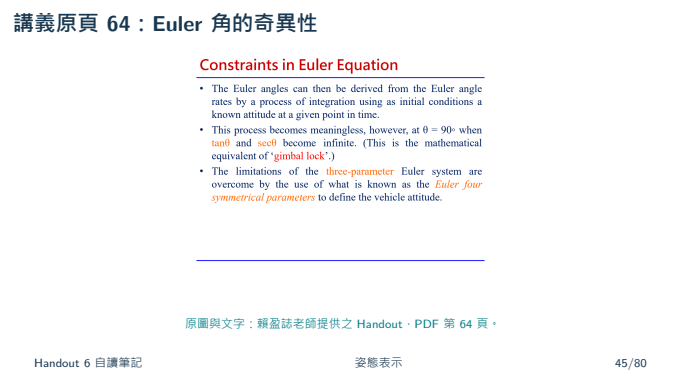 講義原頁 64：Euler 角的奇異性
Constraints in Euler Equation
• The Euler angles can then be derived from the Euler angle
rates by a process of integration using as initial conditions a
known attitude at a given point in time.
• This process becomes meaningless, however, at θ = 90° when
tanθ and secθ become infinite. (This is the mathematical
equivalent of ‘gimbal lock’.)
• The limitations of the three-parameter Euler system are
overcome by the use of what is known as the Euler four
symmetrical parameters to define the vehicle attitude.
原圖與文字：賴盈誌老師提供之 Handout，PDF 第 64 頁。
Handout 6 自讀筆記
姿態表示
45/80